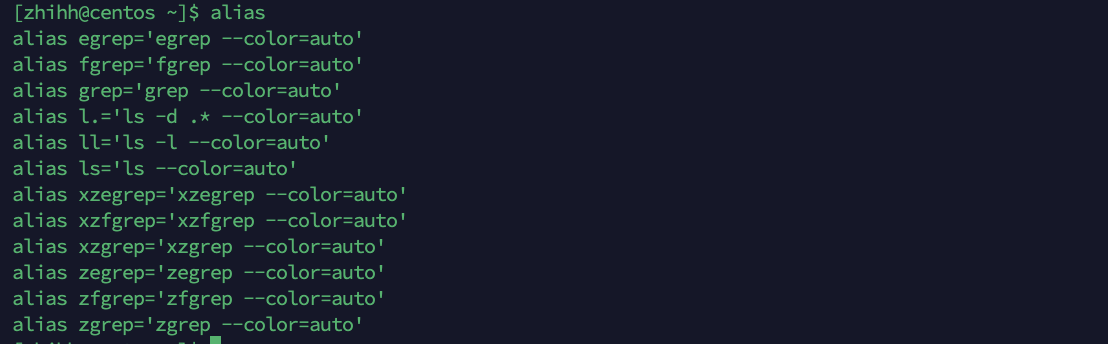 [zhihh@centos ~]$ alias
alias egrep='egrep --color=auto'
alias fgrep='fgrep --color=auto'
alias grep='grep --color=auto'
alias l.='ls -d .* --color=auto'
alias ll='ls -l --color=auto'
alias ls='ls --color=auto'
alias xzegrep='xzegrep --color=auto'
alias xzfgrep='xzfgrep --color=auto'
alias xzgrep='xzgrep --color=auto'
alias zegrep='zegrep --color=auto'
alias zfgrep='zfgrep --color=auto'
alias zgrep='zgrep --color=auto'